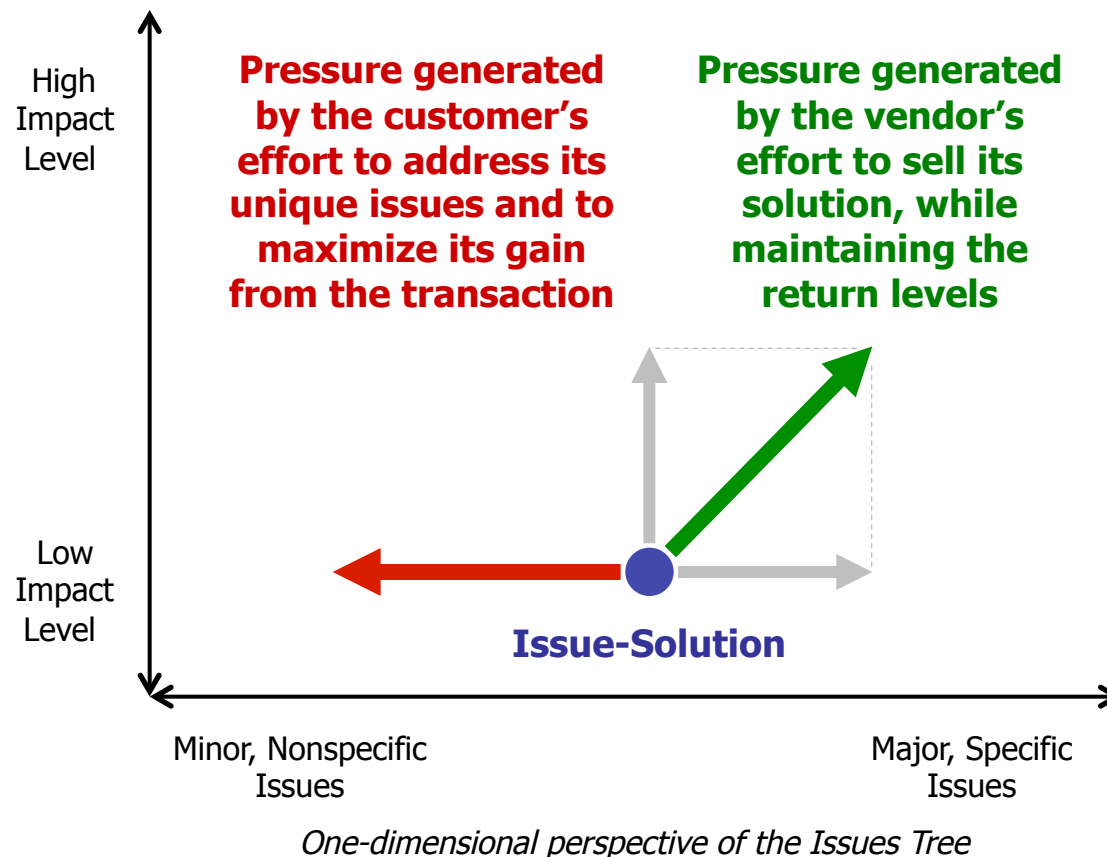 High
Impact
Level
Pressure generated
by the customer's
effort to address its
unique issues and to
maximize its gain
from the transaction
Pressure generated
by the vendor's
effort to sell its
solution, while
maintaining the
return levels
Low
Impact
Level
Issue-Solution
Minor, Nonspecific
Issues
Major, Specific
Issues
One-dimensional perspective of the Issues Tree